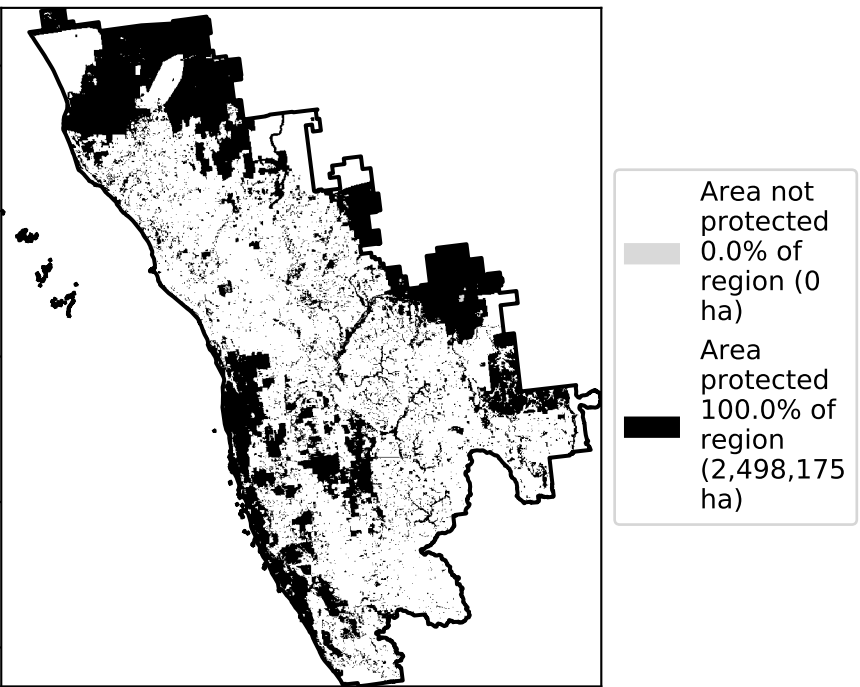 Area not
protected
0.0% of
region (0
ha)
Area
protected
100.0% of
region
(2,498,175
ha)